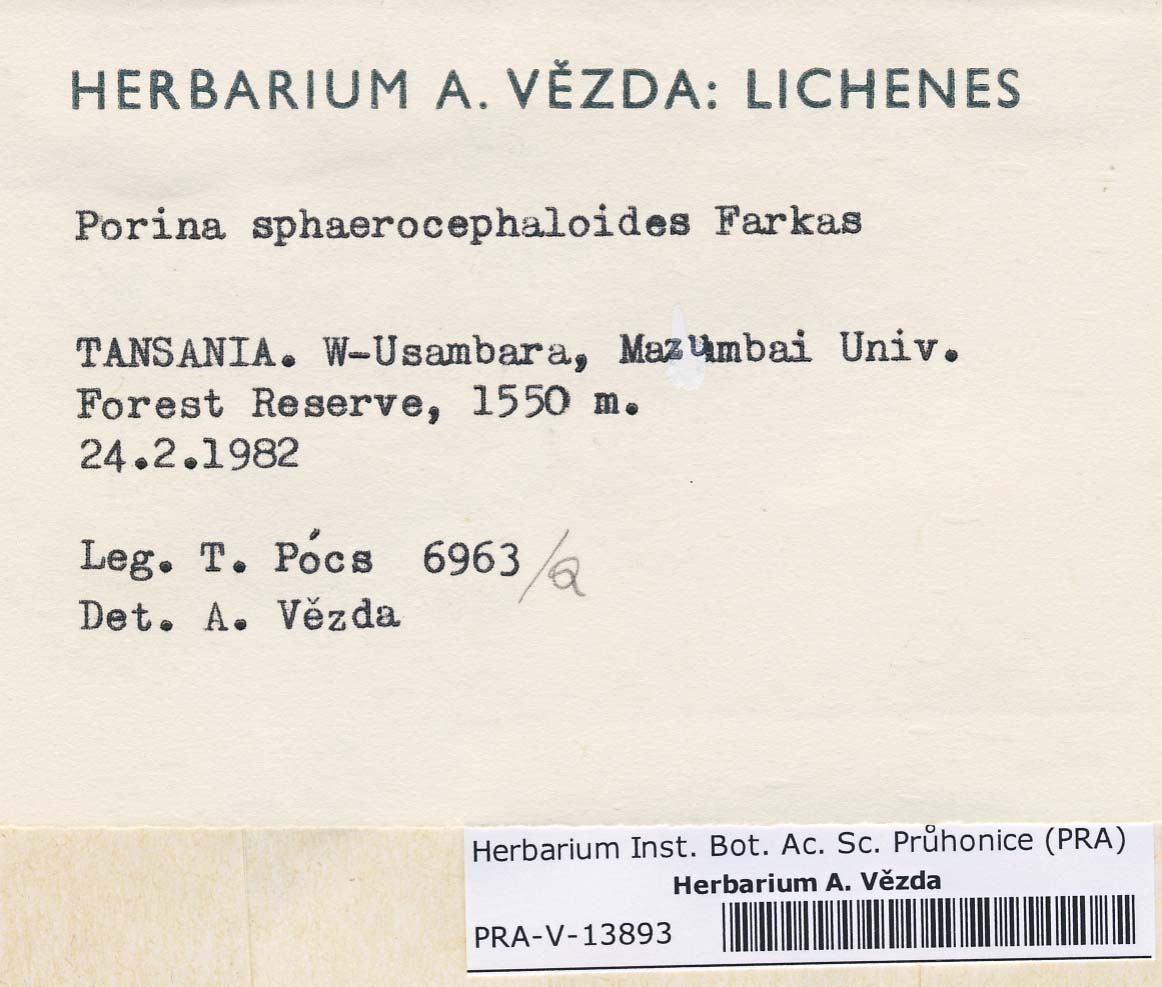 HERBARIUM A. VĚZDA: LICHENES
Porina sphaerocephaloides Farkas
TANSANIA. W-Usambara, Mazumbai Univ.
Forest Reserve, 1550 m.
24.2.1982
Leg. T. Pócs 6963/a
Det. A. Vězda
Herbarium Inst. Bot. Ac. Sc. Průhonice (PRA)
Herbarium A. Vězda
PRA-V-13893